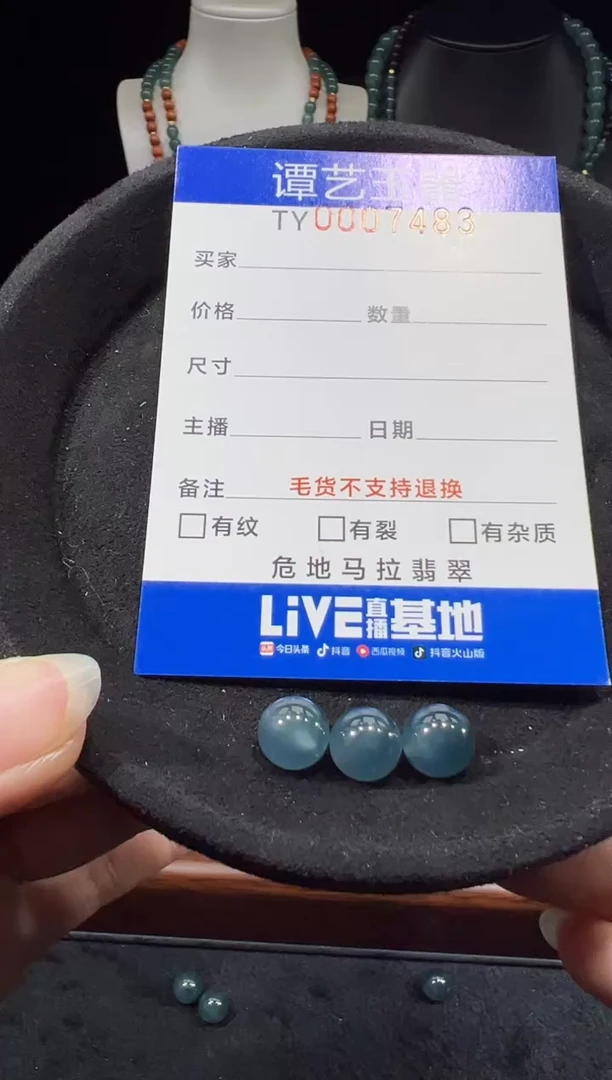 谭艺玉
TY0007483
买家
价格 数量
尺寸
主播 日期
备注 毛货不支持退换
有纹 有裂 有杂质
危地马拉翡翠
LiVE直播基地
今日头条 抖音 西瓜视频 抖音火山版